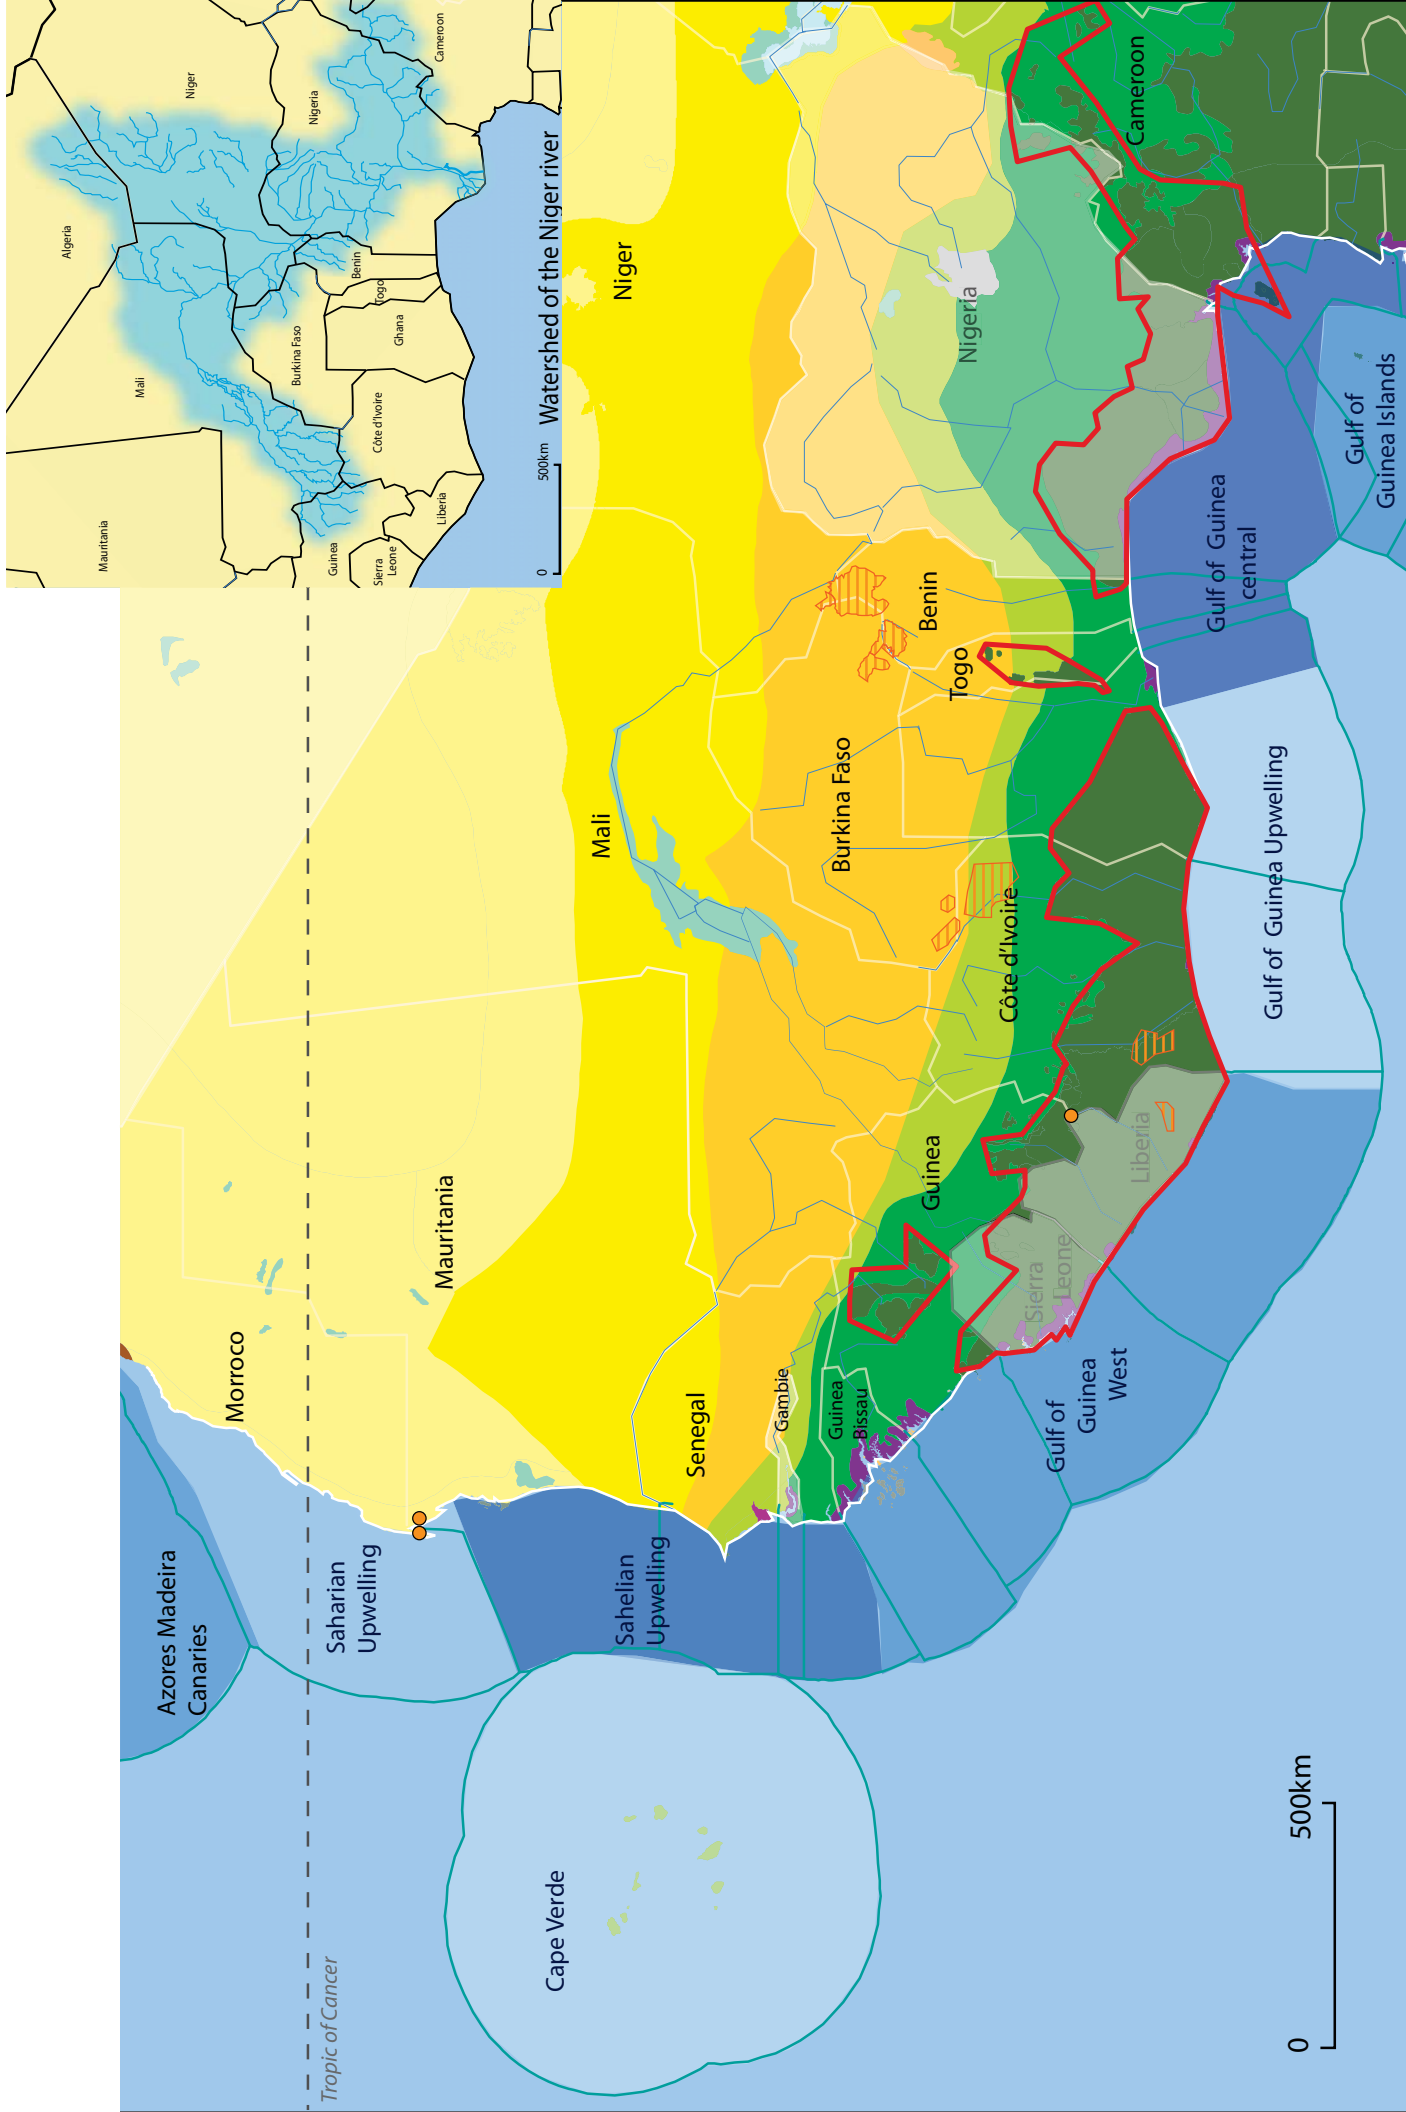 Algeria
Mauritania
Mali
Niger
Guinea
Sierra
Leone
Liberia
Côte d'Ivoire
Burkina Faso
Ghana
Togo
Benin
Nigeria
Cameroon
0
500km
Watershed of the Niger river
Azores Madeira
Canaries
Morroco
Tropic of Cancer
Saharian
Upwelling
Mauritania
Cape Verde
Sahelian
Upwelling
Senegal
Mali
Niger
Gambie
Guinea
Bissau
Guinea
Burkina Faso
Benin
Togo
Nigeria
Côte d'Ivoire
Sierra
Leone
Liberia
Cameroon
Gulf of
Guinea
West
Gulf of Guinea Upwelling
Gulf of Guinea
central
Gulf of
Guinea Islands
0
500km